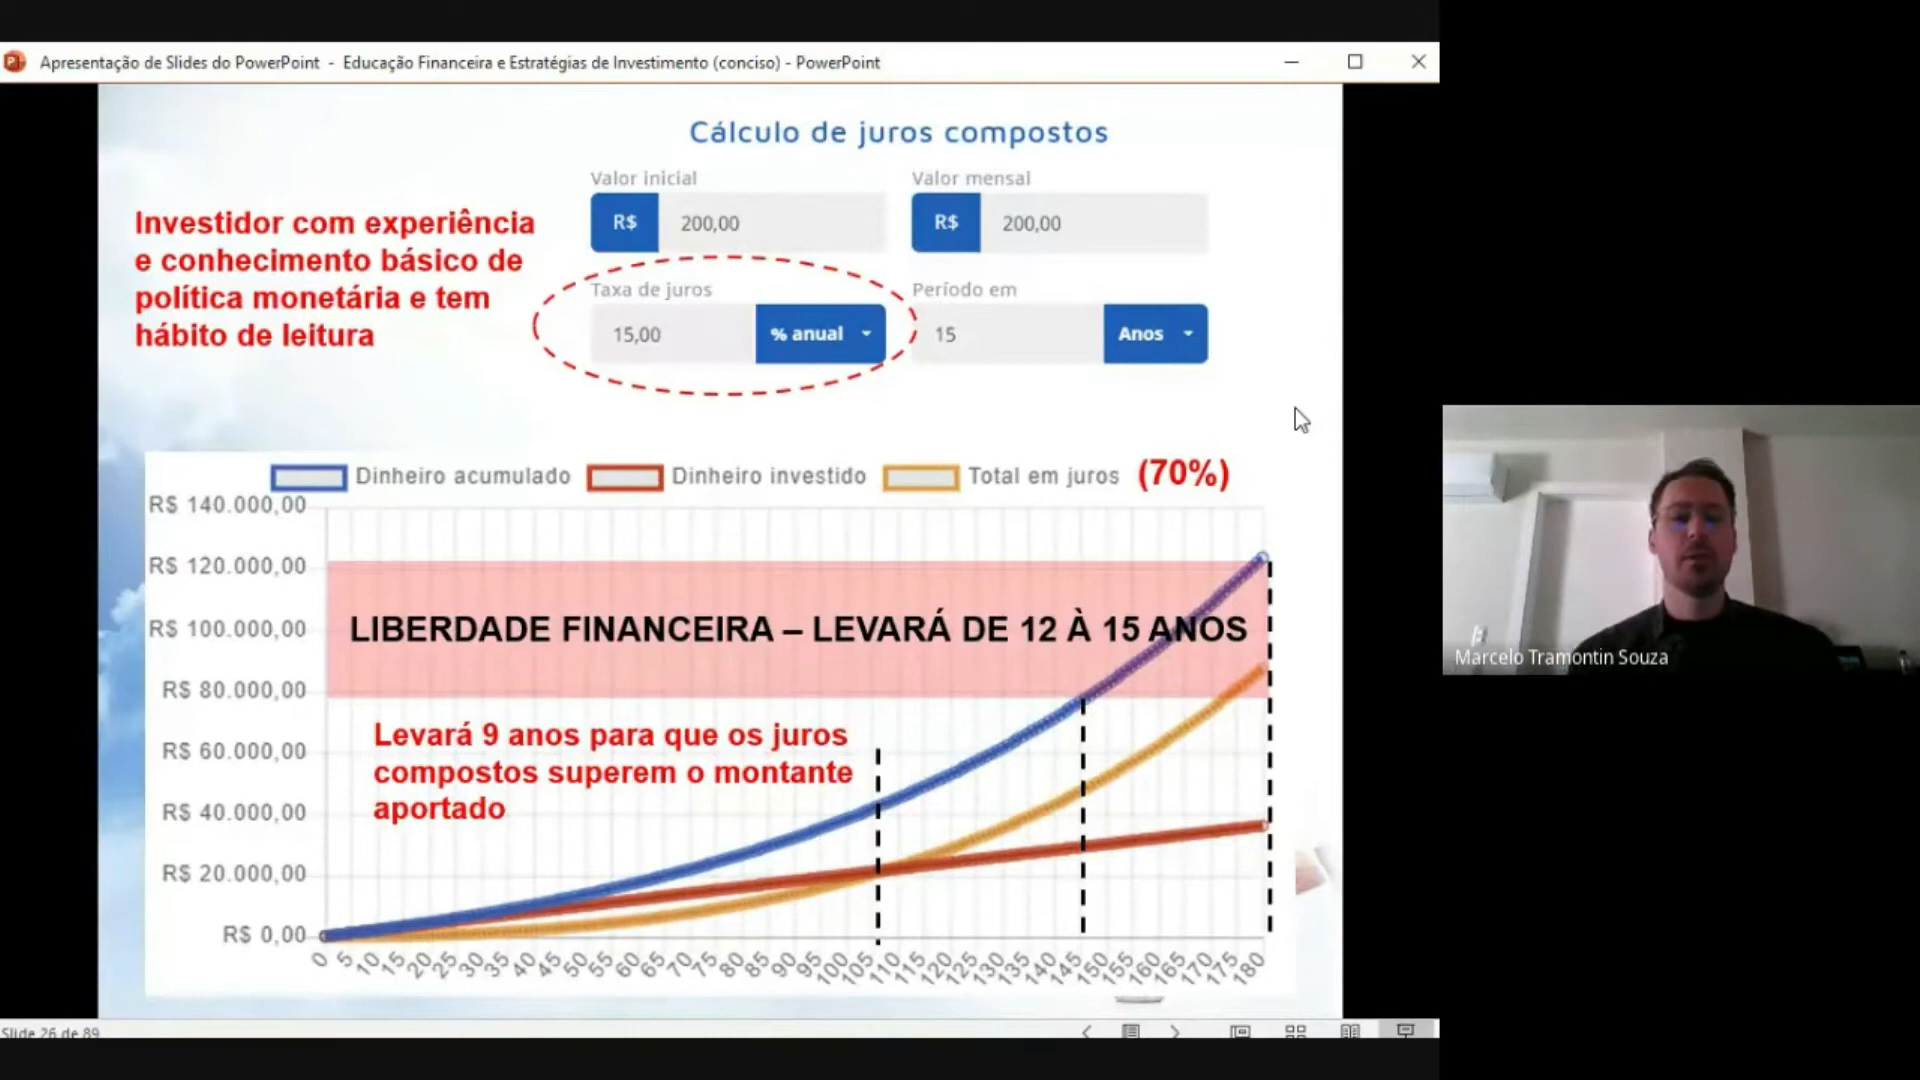 Apresentação de Slides do PowerPoint - Educação Financeira e Estratégias de Investimento (conciso) - PowerPoint
Cálculo de juros compostos
Valor inicial
Valor mensal
R$ 200,00
R$ 200,00
Investidor com experiência
e conhecimento básico de
política monetária e tem
hábito de leitura
Taxa de juros
Período em
15,00 % anual
15 Anos
Dinheiro acumulado
Dinheiro investido
Total em juros
(70%)
R$ 140.000,00
R$ 120.000,00
R$ 100.000,00
R$ 80.000,00
R$ 60.000,00
R$ 40.000,00
R$ 20.000,00
R$ 0,00
LIBERDADE FINANCEIRA – LEVARÁ DE 12 À 15 ANOS
Levará 9 anos para que os juros
compostos superem o montante
aportado
0 5 10 15 20 25 30 35 40 45 50 55 60 65 70 75 80 85 90 95 100 105 110 115 120 125 130 135 140 145 150 155 160 165 170 175 180
Slide 26 de 89
Marcelo Tramontin Souza